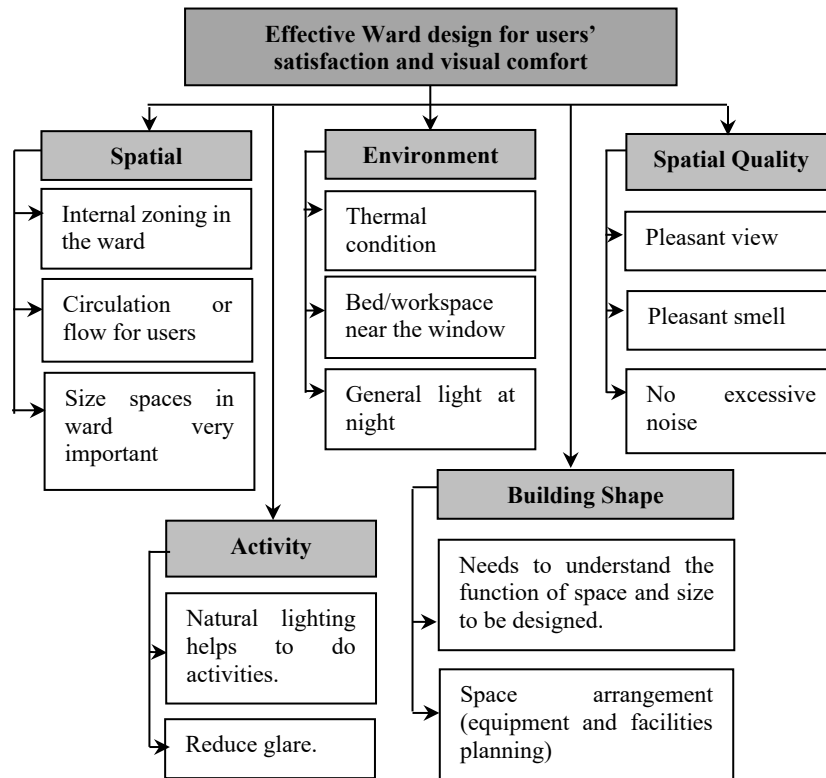 Effective Ward design for users’
satisfaction and visual comfort
Spatial
Internal zoning in
the ward
Circulation or
flow for users
Size spaces in
ward very
important
Environment
Thermal
condition
Bed/workspace
near the window
General light at
night
Spatial Quality
Pleasant view
Pleasant smell
No excessive
noise
Activity
Natural lighting
helps to do
activities.
Reduce glare.
Building Shape
Needs to understand the
function of space and size
to be designed.
Space arrangement
(equipment and facilities
planning)